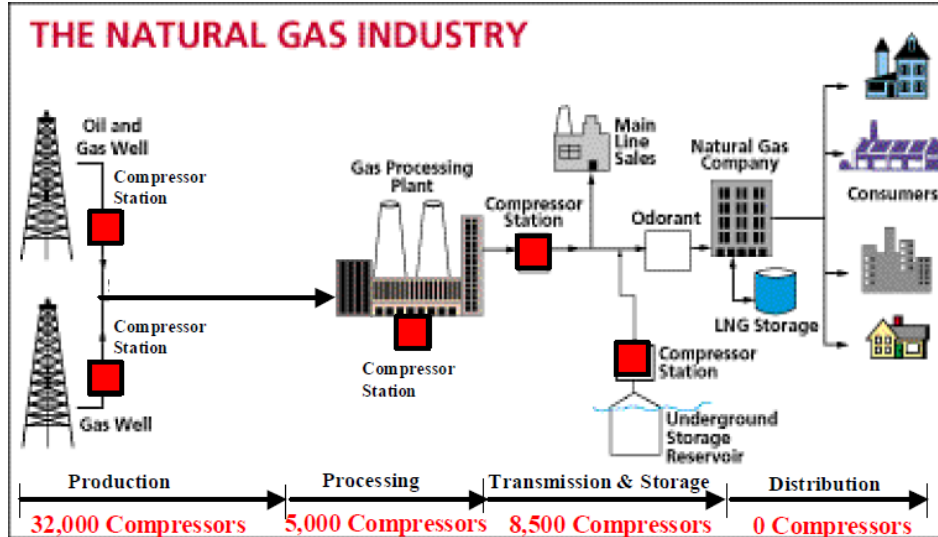 THE NATURAL GAS INDUSTRY
Oil and
Gas Well
Compressor
Station
Compressor
Station
Gas Well
Gas Processing
Plant
Compressor
Station
Compressor
Station
Main
Line
Sales
Odorant
Natural Gas
Company
LNG Storage
Compressor
Station
Underground
Storage
Reservoir
Consumers
Production
Processing
Transmission & Storage
Distribution
32,000 Compressors
5,000 Compressors
8,500 Compressors
0 Compressors